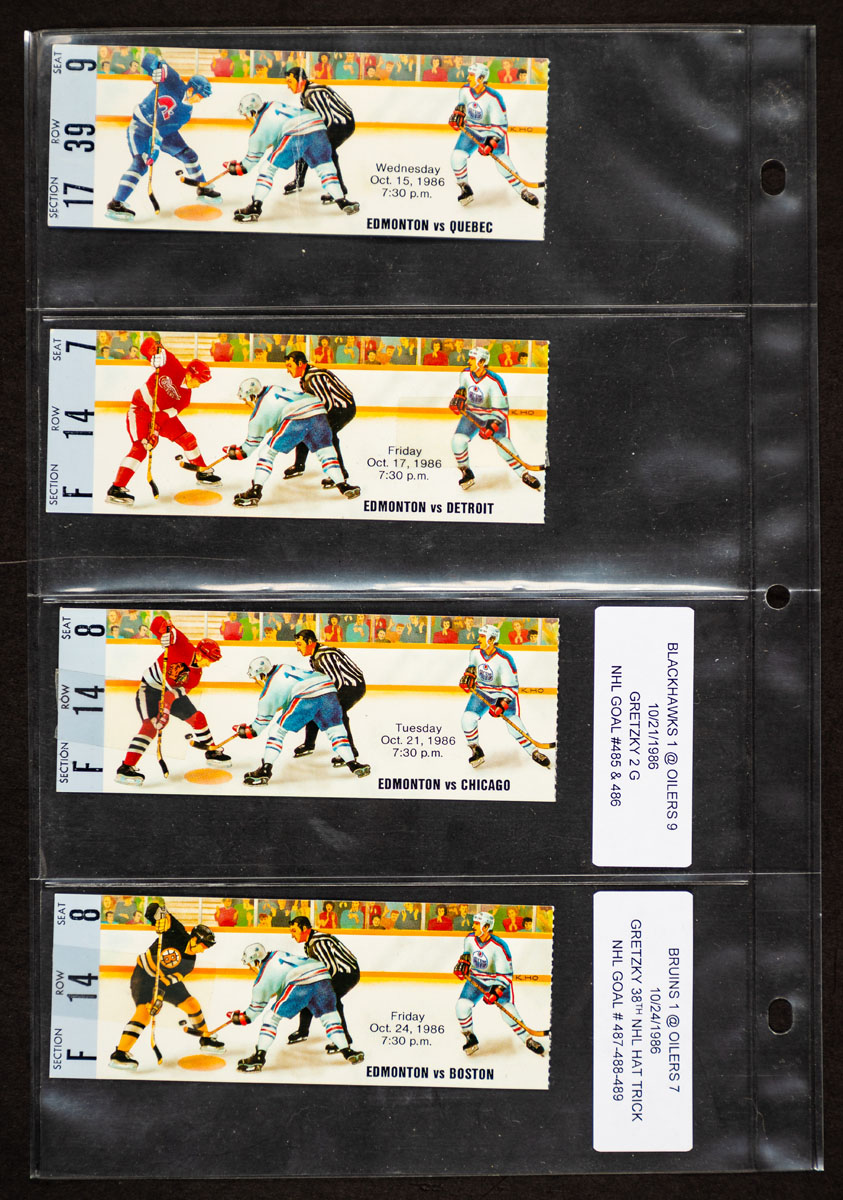 SECTION 17 ROW 39 SEAT 9
K.HO
Wednesday
Oct. 15, 1986
7:30 p.m.
EDMONTON vs QUEBEC
SECTION F ROW 14 SEAT 7
K.HO
Friday
Oct. 17, 1986
7:30 p.m.
EDMONTON vs DETROIT
SECTION F ROW 14 SEAT 8
K.HO
Tuesday
Oct. 21, 1986
7:30 p.m.
EDMONTON vs CHICAGO
BLACKHAWKS 1 @ OILERS 9
10/21/1986
GRETZKY 2 G
NHL GOAL #485 & 486
SECTION F ROW 14 SEAT 8
K.HO
Friday
Oct. 24, 1986
7:30 p.m.
EDMONTON vs BOSTON
BRUINS 1 @ OILERS 7
10/24/1986
GRETZKY 38TH NHL HAT TRICK
NHL GOAL # 487-488-489